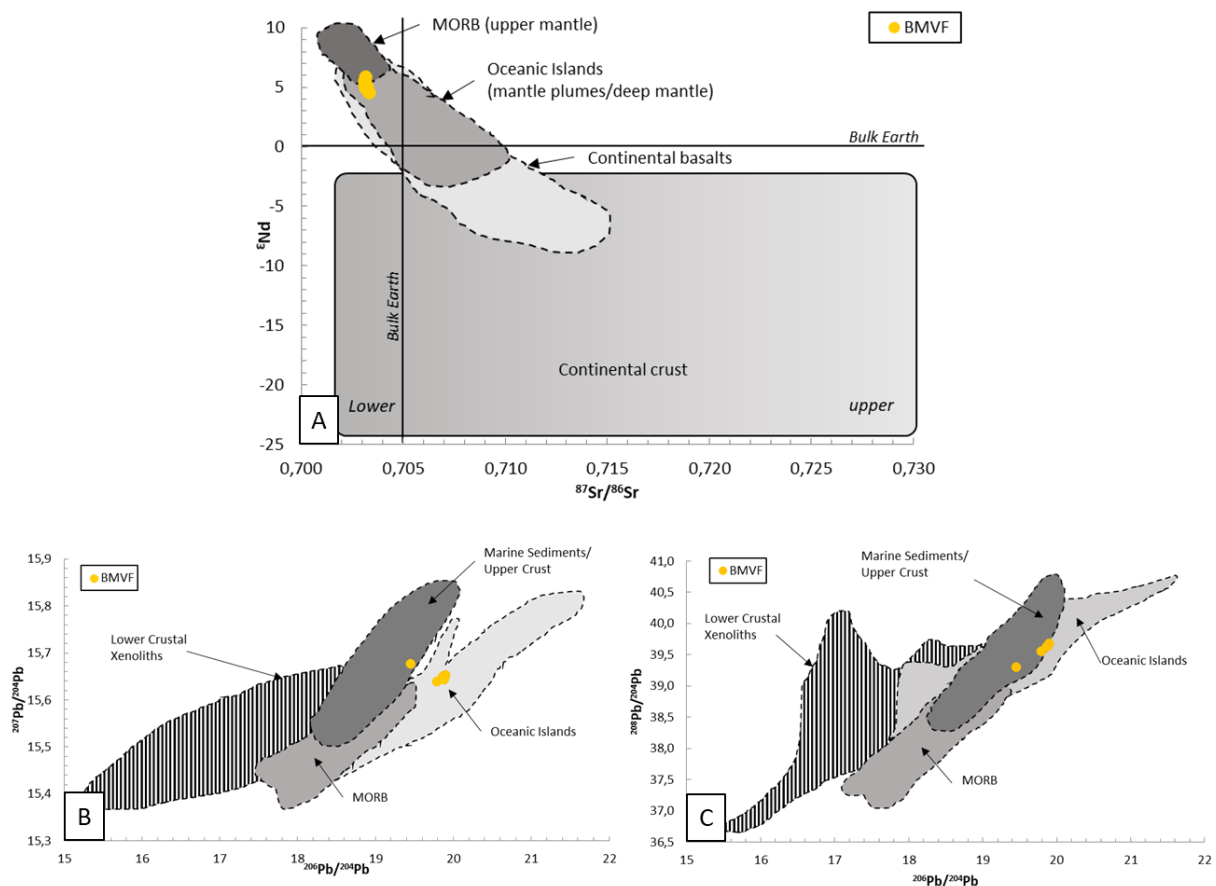 10
5
0
-5
-10
-15
-20
-25
εNd
MORB (upper mantle)
Oceanic Islands
(mantle plumes/deep mantle)
BMVF
Bulk Earth
Continental basalts
Bulk Earth
Continental crust
Lower
upper
A
0,700
0,705
0,710
0,715
0,720
0,725
0,730
87Sr/86Sr
15,9
15,8
15,7
15,6
15,5
15,4
15,3
207Pb/204Pb
BMVF
Marine Sediments/
Upper Crust
Lower Crustal
Xenoliths
Oceanic Islands
MORB
B
15
16
17
18
19
20
21
22
206Pb/204Pb
41,0
40,5
40,0
39,5
39,0
38,5
38,0
37,5
37,0
36,5
208Pb/204Pb
BMVF
Marine Sediments/
Upper Crust
Lower Crustal
Xenoliths
Oceanic Islands
MORB
C
15
16
17
18
19
20
21
22
206Pb/204Pb